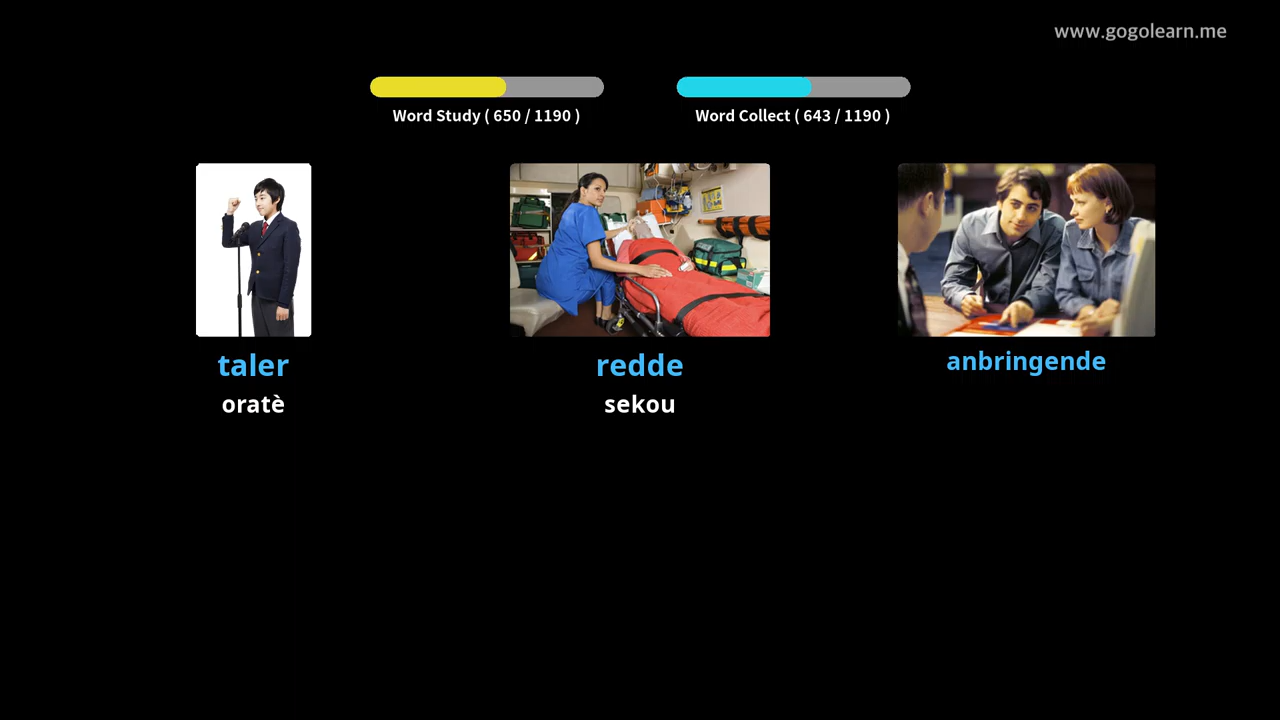 www.gogolearn.me
Word Study ( 650 / 1190 )
Word Collect ( 643 / 1190 )
taler
oratè
redde
sekou
anbringende